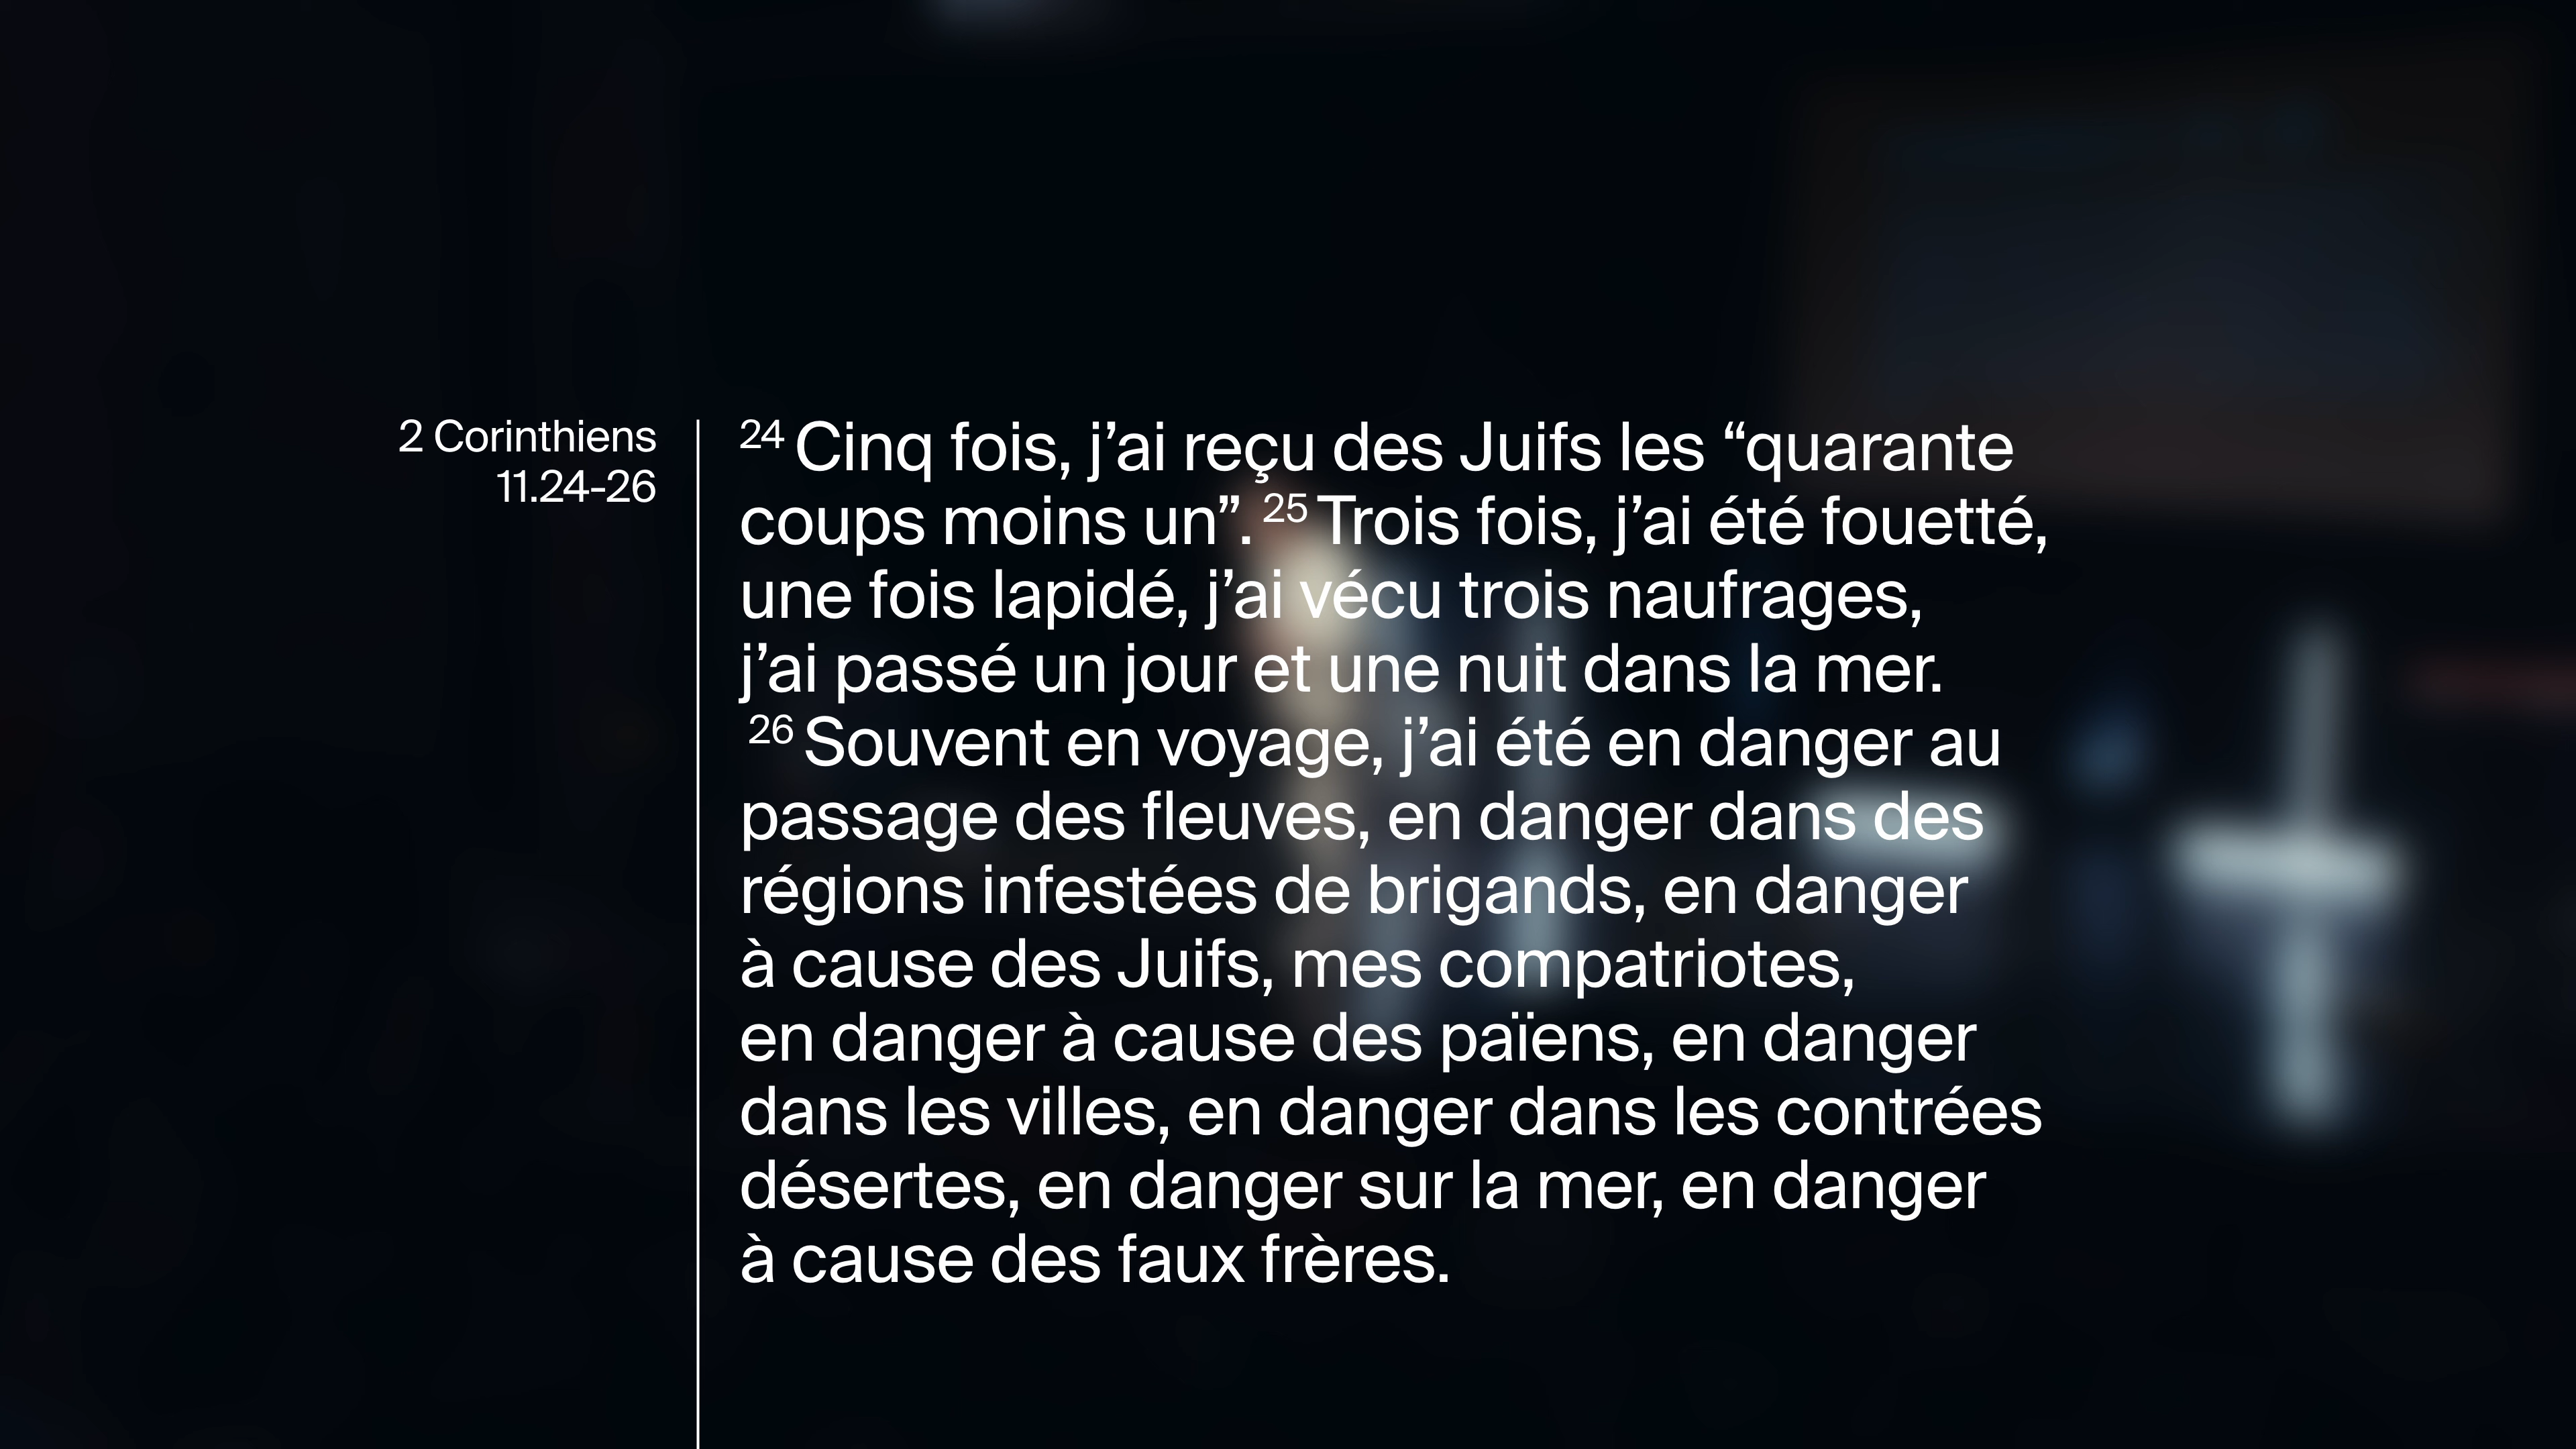 2 Corinthiens
11.24-26
24 Cinq fois, j’ai reçu des Juifs les “quarante
coups moins un”. 25 Trois fois, j’ai été fouetté,
une fois lapidé, j’ai vécu trois naufrages,
j’ai passé un jour et une nuit dans la mer.
26 Souvent en voyage, j’ai été en danger au
passage des fleuves, en danger dans des
régions infestées de brigands, en danger
à cause des Juifs, mes compatriotes,
en danger à cause des païens, en danger
dans les villes, en danger dans les contrées
désertes, en danger sur la mer, en danger
à cause des faux frères.